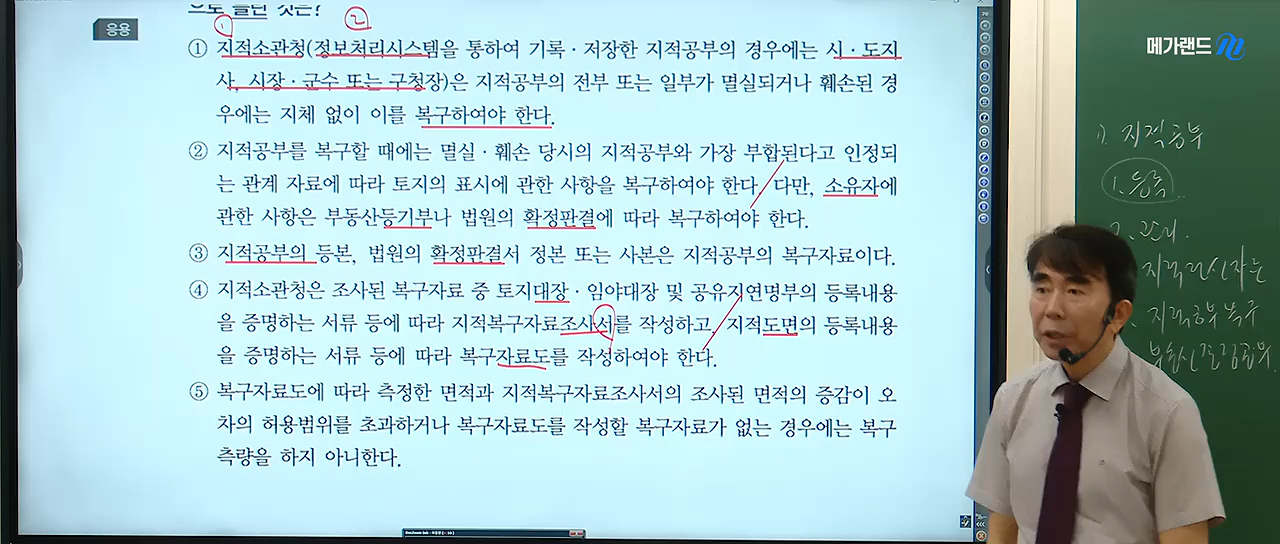 으로 틀린 것은?
① ②
응용
① 지적소관청(정보처리시스템을 통하여 기록·저장한 지적공부의 경우에는 시·도지
사, 시장·군수 또는 구청장)은 지적공부의 전부 또는 일부가 멸실되거나 훼손된 경
우에는 지체 없이 이를 복구하여야 한다.
② 지적공부를 복구할 때에는 멸실·훼손 당시의 지적공부와 가장 부합된다고 인정되
는 관계 자료에 따라 토지의 표시에 관한 사항을 복구하여야 한다. 다만, 소유자에
관한 사항은 부동산등기부나 법원의 확정판결에 따라 복구하여야 한다.
③ 지적공부의 등본, 법원의 확정판결서 정본 또는 사본은 지적공부의 복구자료이다.
④ 지적소관청은 조사된 복구자료 중 토지대장·임야대장 및 공유지연명부의 등록내용
을 증명하는 서류 등에 따라 지적복구자료조사서를 작성하고, 지적도면의 등록내용
을 증명하는 서류 등에 따라 복구자료도를 작성하여야 한다.
⑤ 복구자료도에 따라 측정한 면적과 지적복구자료조사서의 조사된 면적의 증감이 오
차의 허용범위를 초과하거나 복구자료도를 작성할 복구자료가 없는 경우에는 복구
측량을 하지 아니한다.
메가랜드
지적공부
1. 등록
2. 관리
지적공부 복구